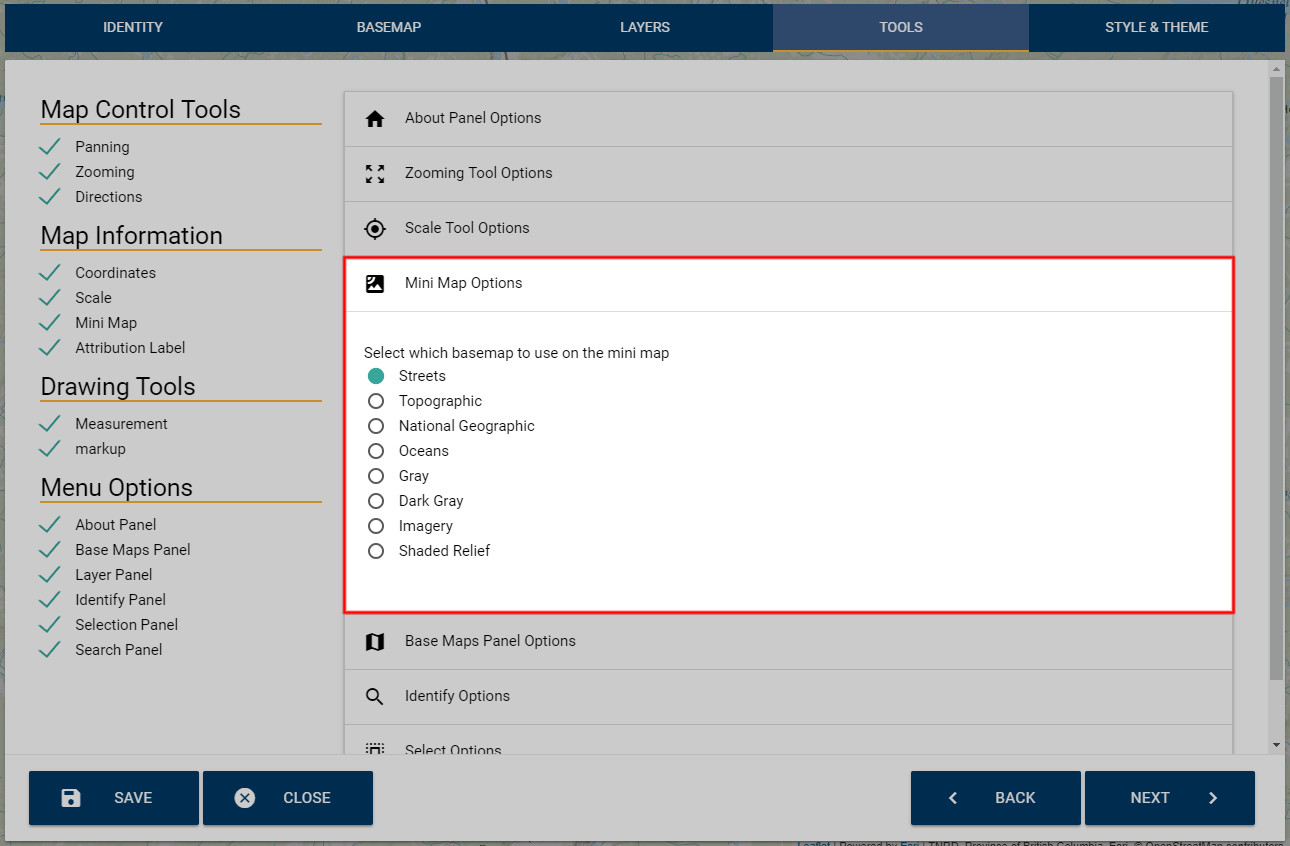 IDENTITY
BASEMAP
LAYERS
TOOLS
STYLE & THEME
Map Control Tools
Panning
Zooming
Directions
Map Information
Coordinates
Scale
Mini Map
Attribution Label
Drawing Tools
Measurement
markup
Menu Options
About Panel
Base Maps Panel
Layer Panel
Identify Panel
Selection Panel
Search Panel
About Panel Options
Zooming Tool Options
Scale Tool Options
Mini Map Options
Select which basemap to use on the mini map
Streets
Topographic
National Geographic
Oceans
Gray
Dark Gray
Imagery
Shaded Relief
Base Maps Panel Options
Identify Options
Select Options
SAVE
CLOSE
BACK
NEXT
Leaflet | Powered by Esri | TNRD, Province of British Columbia, Esri, © OpenStreetMap contributors